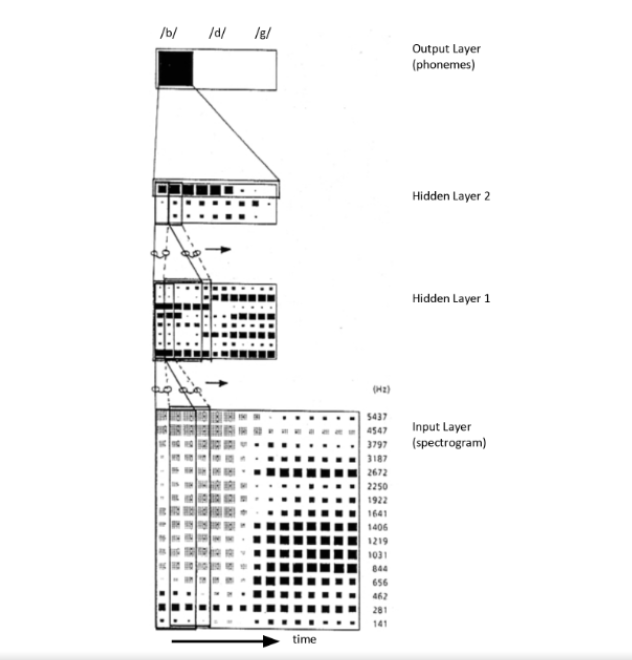 /b/ /d/ /g/
Output Layer
(phonemes)
Hidden Layer 2
Hidden Layer 1
(Hz)
5437
Input Layer
4547
(spectrogram)
3797
3187
2672
2250
1922
1641
1406
1219
1031
844
656
462
281
141
time